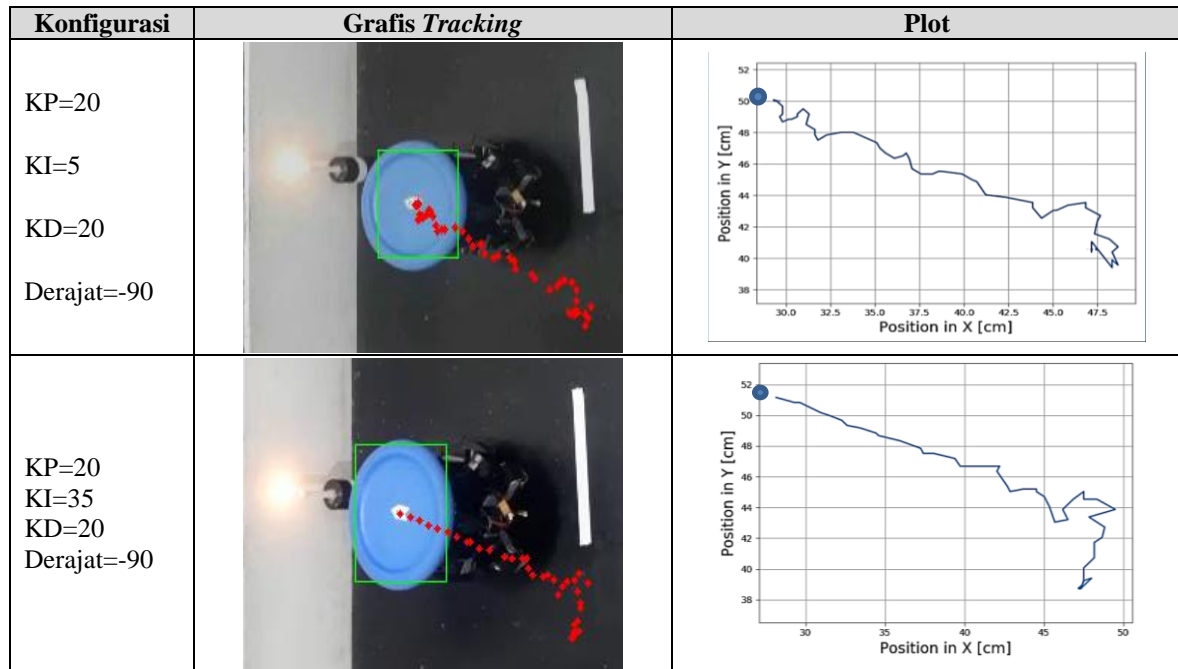 Konfigurasi Grafis Tracking Plot
KP=20
KI=5
KD=20
Derajat=-90
52
50
48
46
44
42
40
38
Position in Y [cm]
30.0 32.5 35.0 37.5 40.0 42.5 45.0 47.5
Position in X [cm]
KP=20
KI=35
KD=20
Derajat=-90
52
50
48
46
44
42
40
38
Position in Y [cm]
30 35 40 45 50
Position in X [cm]